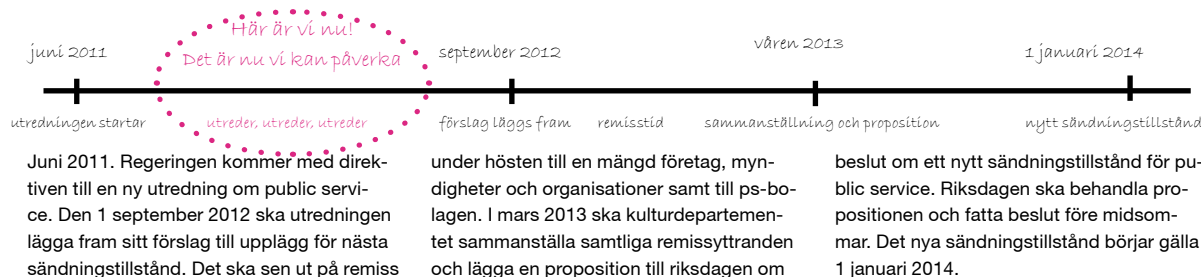 Här är vi nu!
Det är nu vi kan påverka
juni 2011
september 2012
våren 2013
1 januari 2014
utredningen startar
utreder, utreder, utreder
förslag läggs fram
remisstid
sammanställning och proposition
nytt sändningstillstånd
Juni 2011. Regeringen kommer med direk-
tiven till en ny utredning om public servi-
ce. Den 1 september 2012 ska utredningen
lägga fram sitt förslag till upplägg för nästa
sändningstillstånd. Det ska sen ut på remiss
under hösten till en mängd företag, myn-
digheter och organisationer samt till ps-bo-
lagen. I mars 2013 ska kulturdepartemen-
tet sammanställa samtliga remissyttranden
och lägga en proposition till riksdagen om
beslut om ett nytt sändningstillstånd för pu-
blic service. Riksdagen ska behandla pro-
positionen och fatta beslut före midsom-
mar. Det nya sändningstillstånd börjar gälla
1 januari 2014.